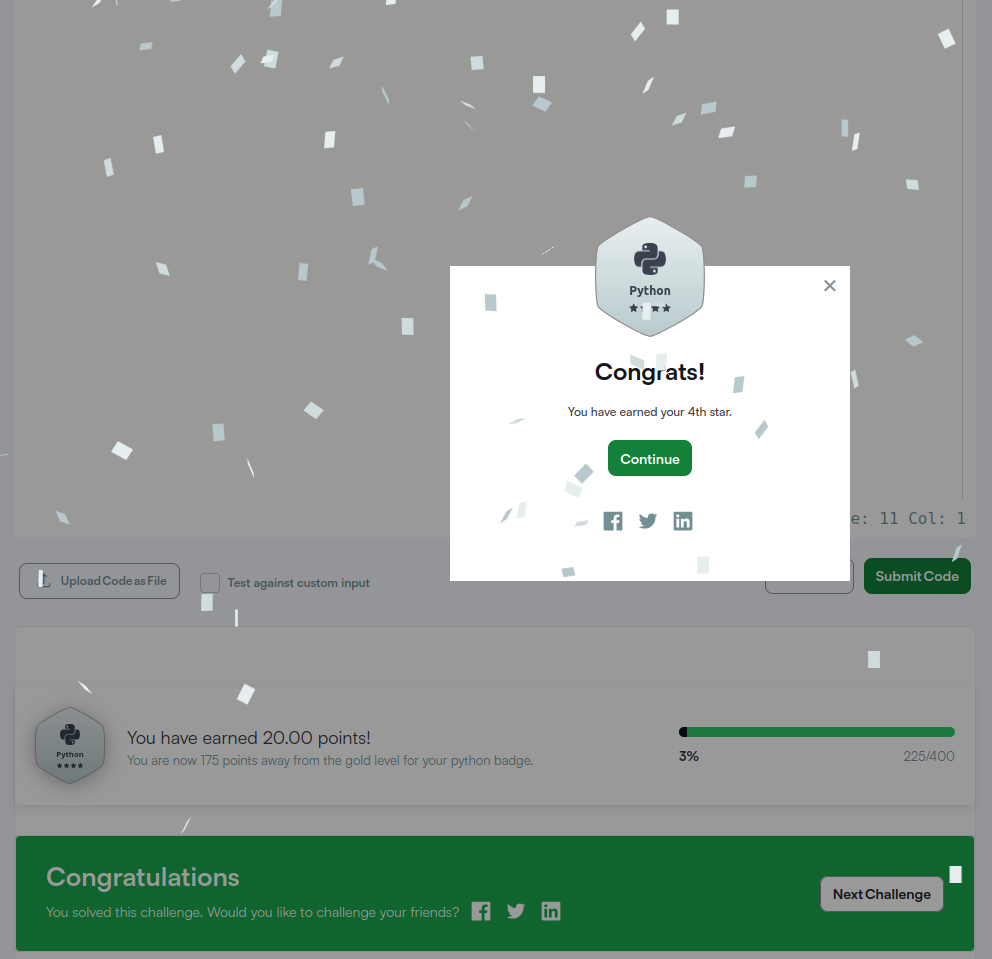 Python
Congrats!
You have earned your 4th star.
Continue
e: 11 Col: 1
Upload Code as File
Test against custom input
Submit Code
Python
You have earned 20.00 points!
You are now 175 points away from the gold level for your python badge.
3%
225/400
Congratulations
You solved this challenge. Would you like to challenge your friends?
Next Challenge